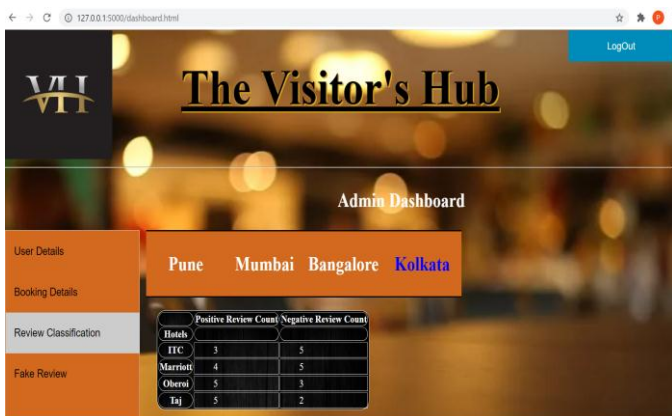 127.0.0.1:5000/dashboard.html
P
LogOut
VH
The Visitor's Hub
Admin Dashboard
User Details
Booking Details
Review Classification
Fake Review
Pune Mumbai Bangalore Kolkata
Positive Review Count Negative Review Count
Hotels
ITC 3 5
Marriott 4 5
Oberoi 5 3
Taj 5 2